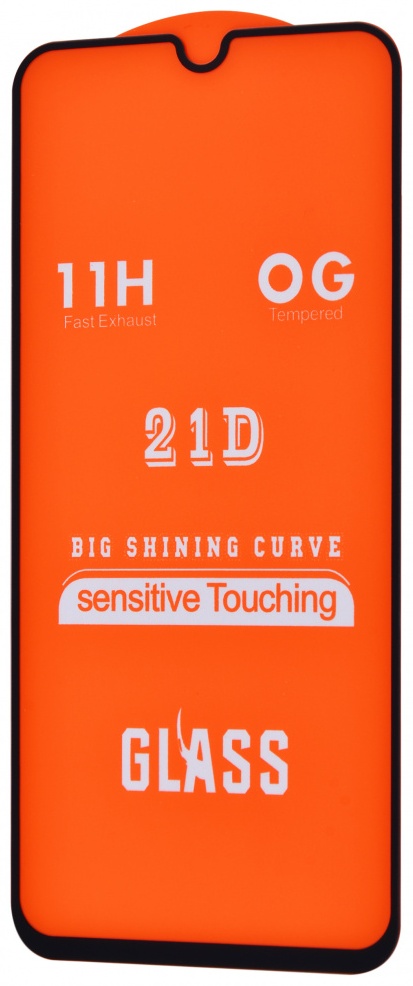 11H OG
Fast Exhaust Tempered
21D
BIG SHINING CURVE
sensitive Touching
GLASS